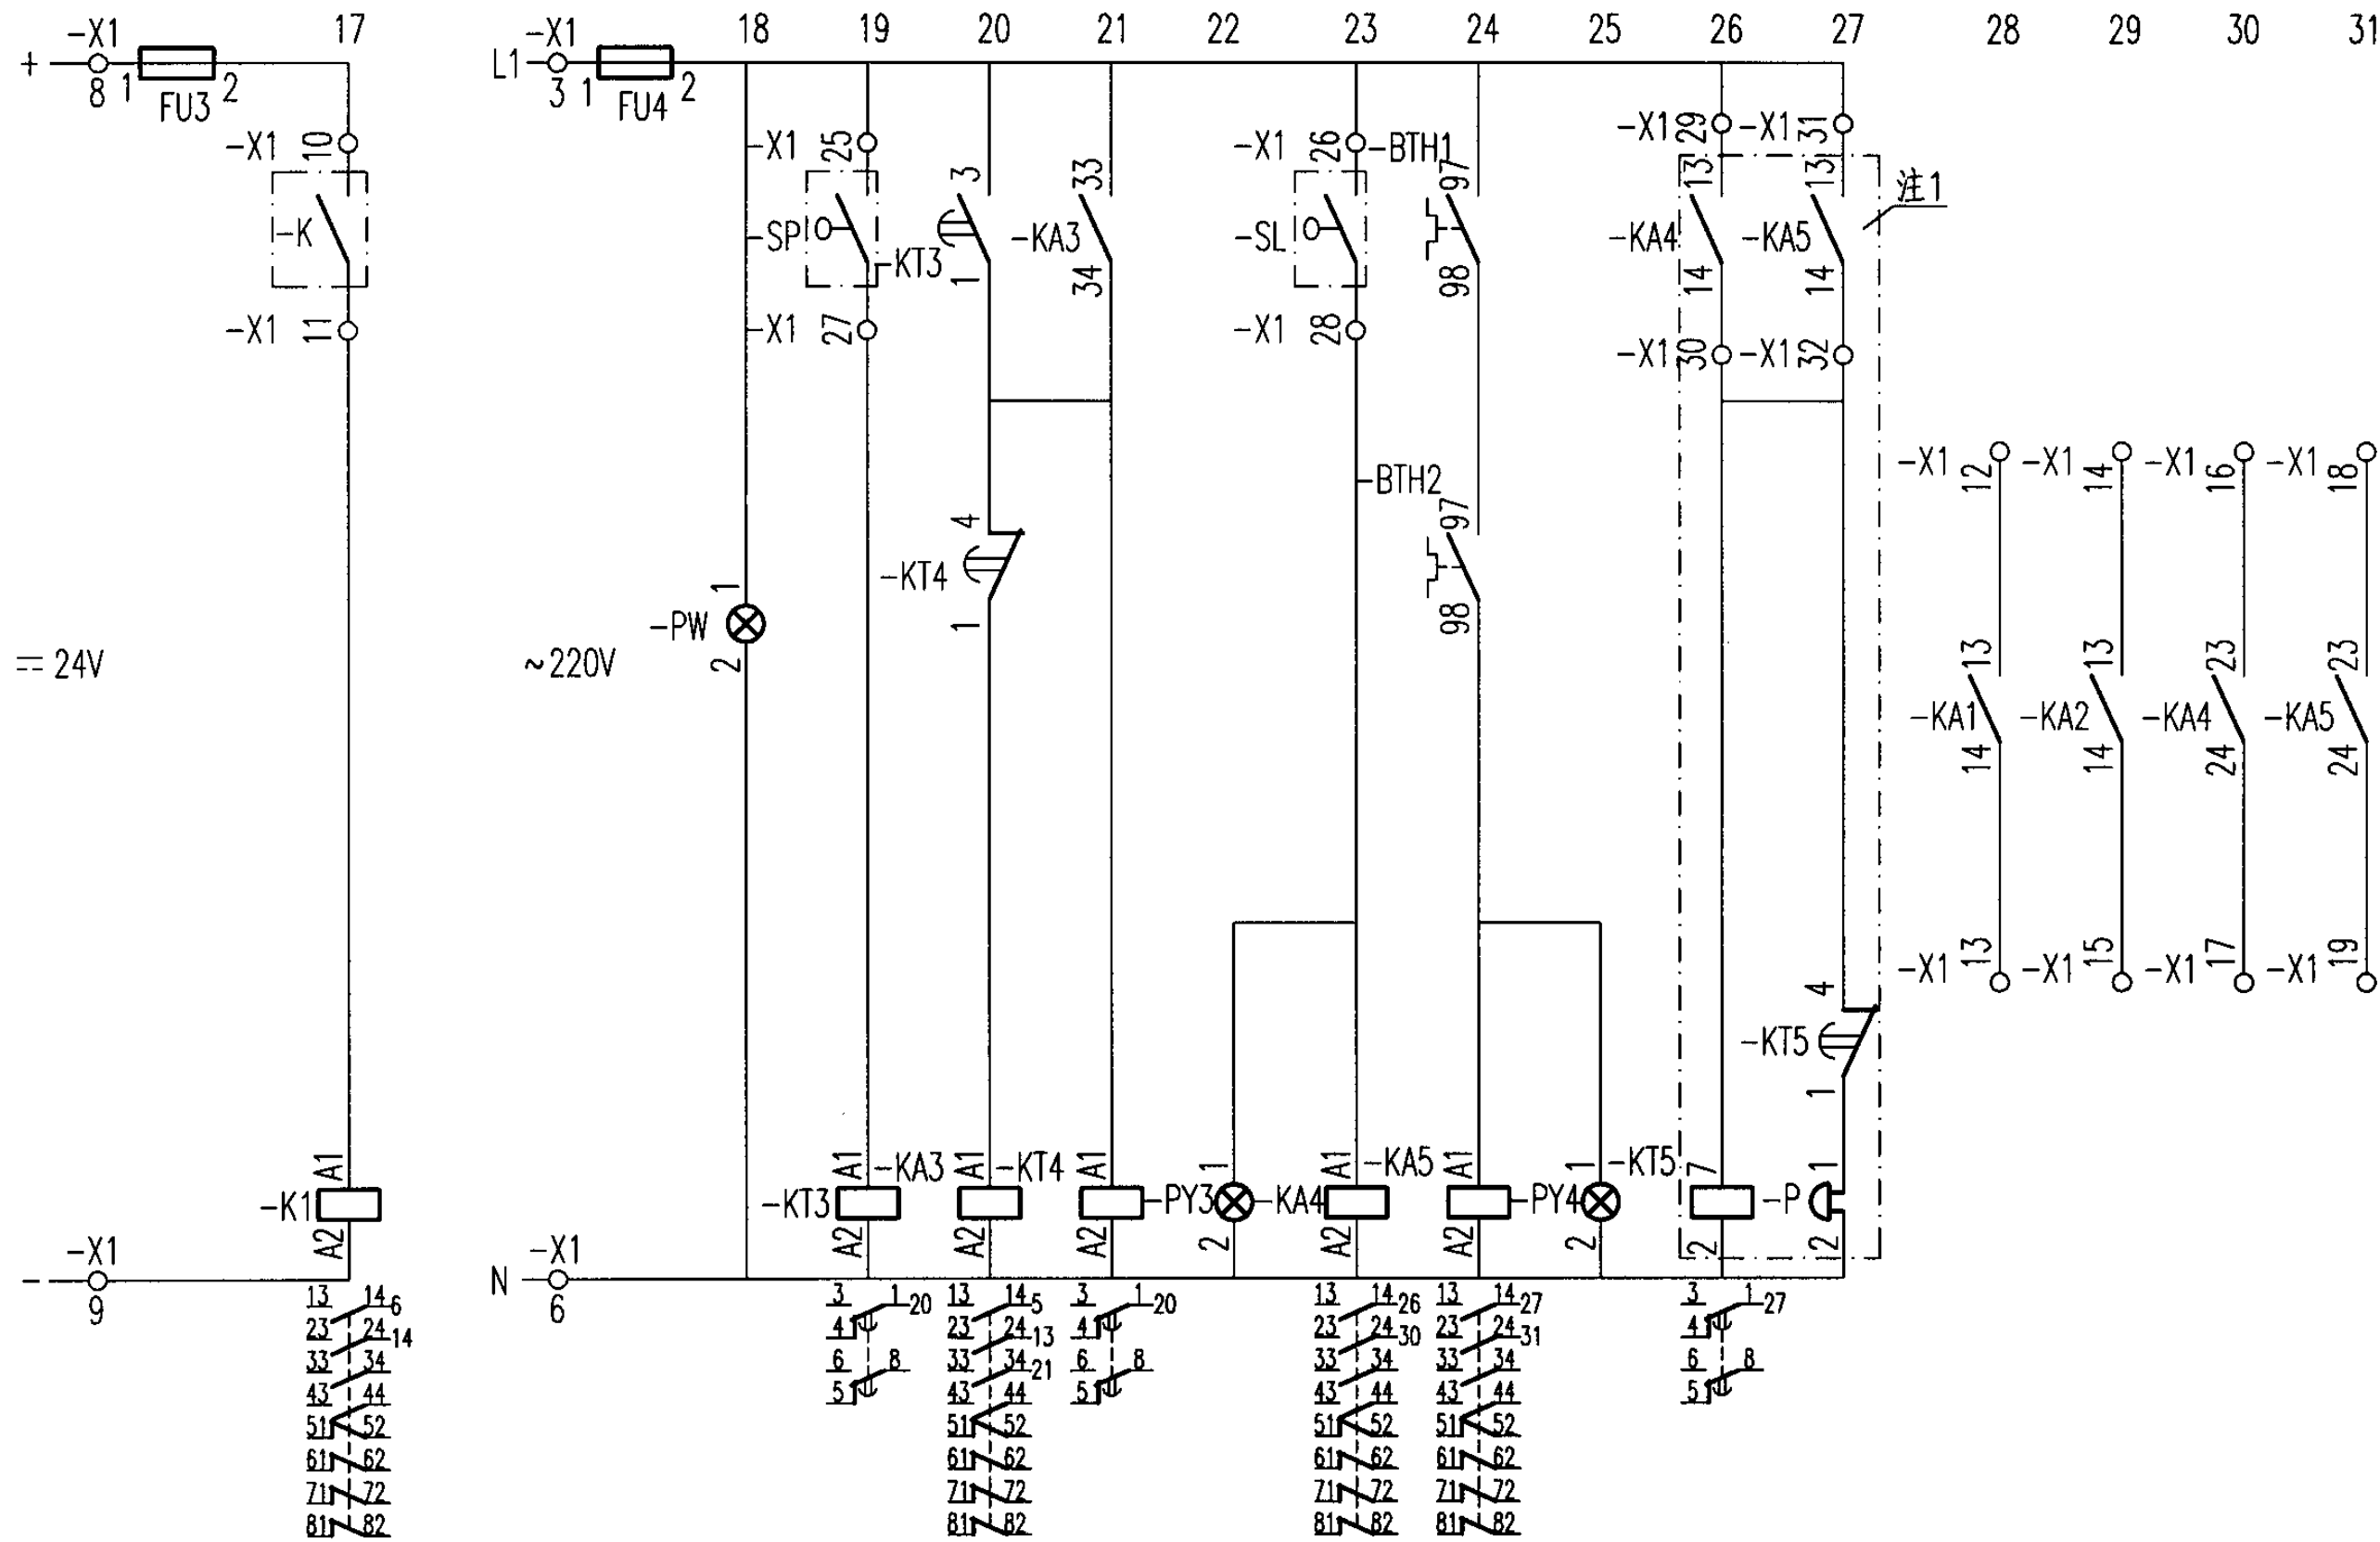 -X1 17 -X1 18 19 20 21 22 23 24 25 26 27 28 29 30 31
+ 8 1 FU3 2 L1 3 1 FU4 2
-X1 10 -X1 25 3 33 -X1 26 -BTH1 97 -X1 29 -X1 31
13 13 注1
-K -SP -KT3 1 -KA3 34 -SL 98 -KA4 14 -KA5 14
-X1 11 -X1 27 -X1 28 -X1 30 -X1 32
-X1 12 -X1 14 -X1 16 -X1 18
-BTH2 97
4
-KT4
1 98
1
-PW
2
24V ~220V
13 13 23 23
-KA1 -KA2 -KA4 -KA5
14 14 24 24
-X1 13 -X1 15 -X1 17 -X1 19
4
-KT5
1
A1 A1 -KA3 A1 -KT4 A1 1 A1 -KA5 A1 1 -KT5 7 1
-K1 -KT3 -PY3 -KA4 -PY4 -P
A2 A2 A2 A2 2 A2 A2 2 2 2
-X1 -X1
- 9 N 6
13 14 6
23 24 14
33 34
43 44
51 52
61 62
71 72
81 82
3 1 20
4
6 8
5
13 14 5
23 24 13
33 34 21
43 44
51 52
61 62
71 72
81 82
3 1 20
4
6 8
5
13 14 26
23 24 30
33 34
43 44
51 52
61 62
71 72
81 82
13 14 27
23 24 31
33 34
43 44
51 52
61 62
71 72
81 82
3 1 27
4
6 8
5